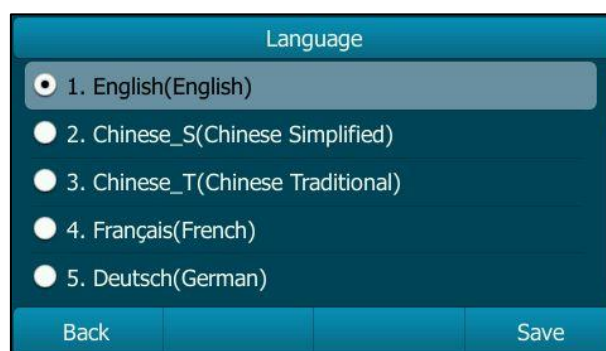 Language
1. English(English)
2. Chinese_S(Chinese Simplified)
3. Chinese_T(Chinese Traditional)
4. Français(French)
5. Deutsch(German)
Back Save